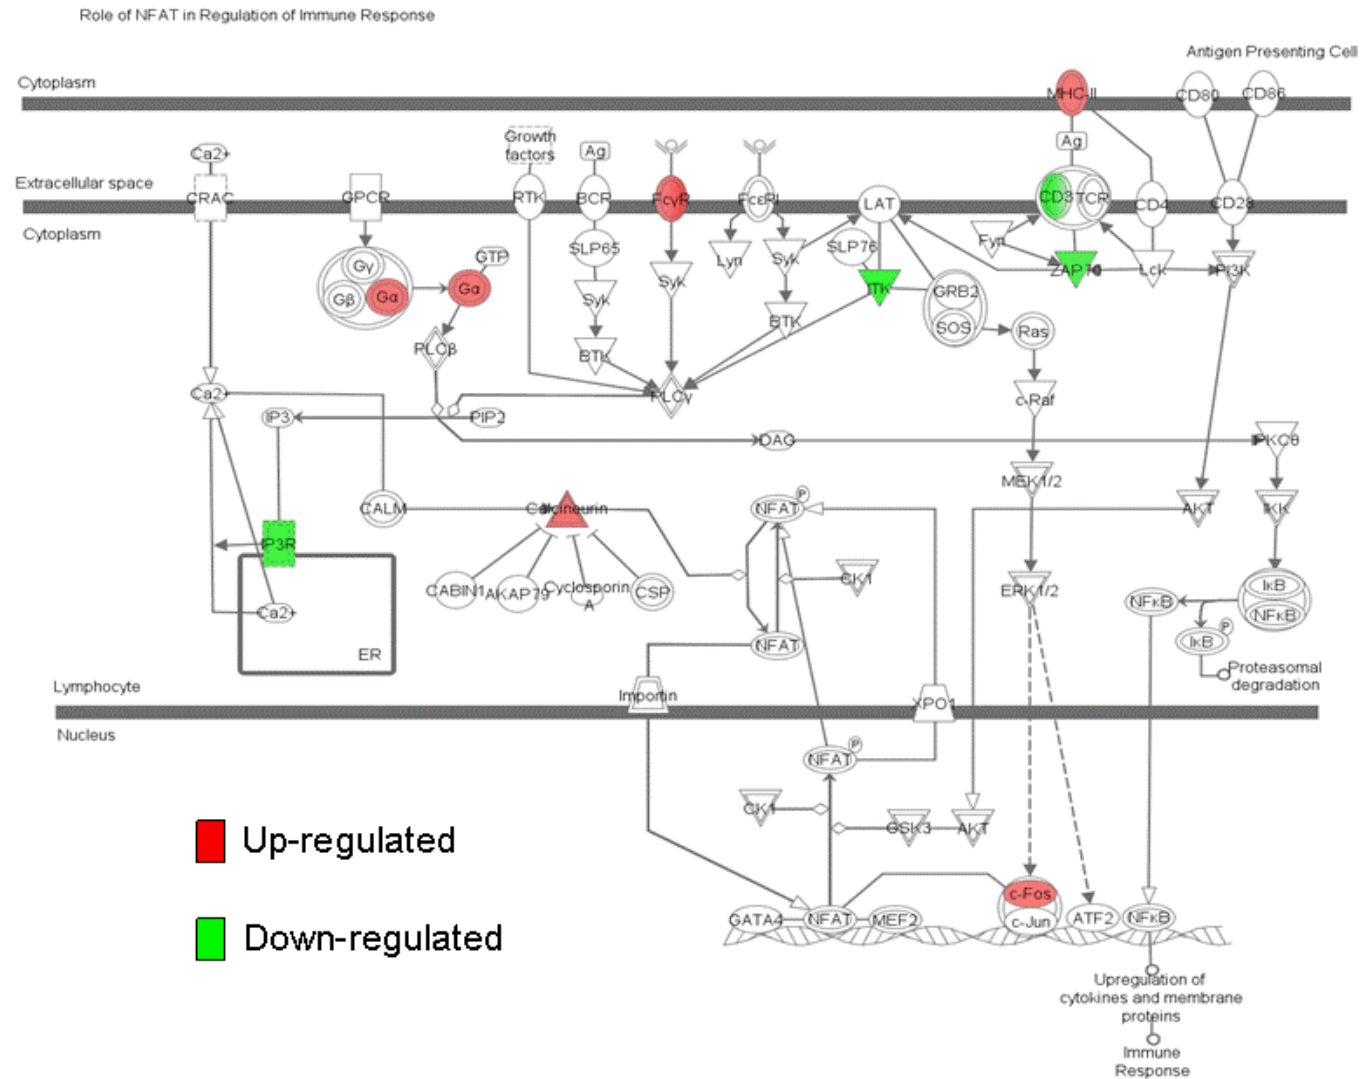 Role of NFAT in Regulation of Immune Response
Antigen Presenting Cell
Cytoplasm
MHC-II
CD80
CD86
Ca2+
Growth
factors
Ag
Ag
Extracellular space
CRAC
GPCR
RTK
BCR
FcγR
FcεRI
LAT
CD3
TCR
CD4
CD28
Cytoplasm
Gγ
Gβ
Gα
GTP
Gα
SLP65
Syk
Lyn
Syk
SLP76
Fyn
ZAP70
Lck
PI3K
ITK
GRB2
SOS
Syk
BTK
Ras
PLCβ
BTK
PLCγ
c-Raf
Ca2+
IP3
PIP2
DAG
PKCθ
MEK1/2
CALM
Calcineurin
NFAT
P
AKT
IKK
IP3R
CABIN1
AKAP79
Cyclosporin
A
CSP
CK1
ERK1/2
IκB
NFκB
NFκB
IκB
P
Ca2+
ER
NFAT
Proteasomal
degradation
Lymphocyte
Importin
XPO1
Nucleus
NFAT
P
CK1
GSK3
AKT
Up-regulated
Down-regulated
c-Fos
c-Jun
GATA4
NFAT
MEF2
ATF2
NFκB
Upregulation of
cytokines and membrane
proteins
Immune
Response